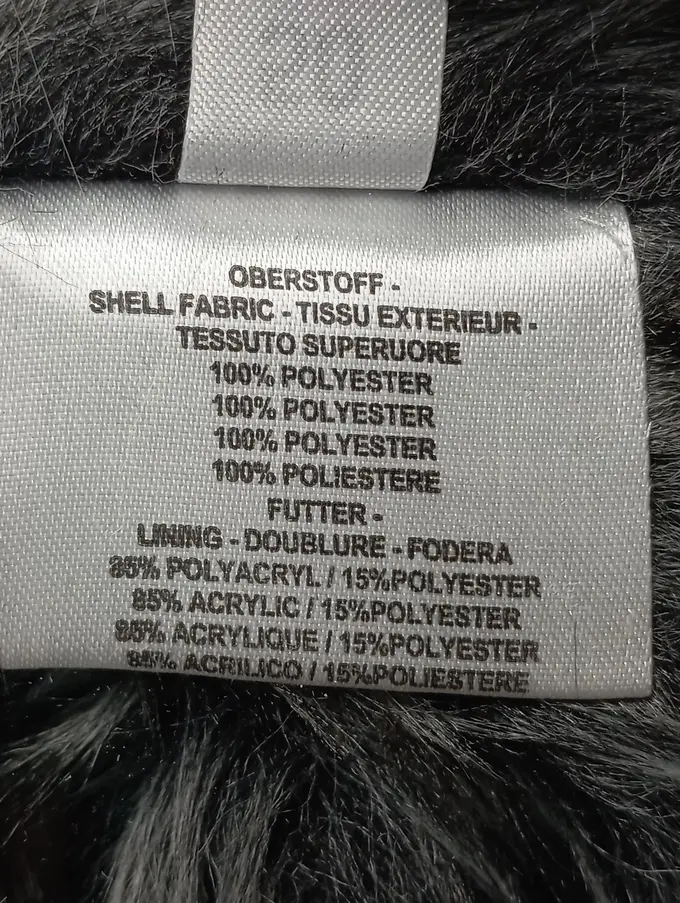 OBERSTOFF -
SHELL FABRIC - TISSU EXTERIEUR -
TESSUTO SUPERUORE
100% POLYESTER
100% POLYESTER
100% POLYESTER
100% POLIESTERE
FUTTER -
LINING - DOUBLURE - FODERA
85% POLYACRYL / 15%POLYESTER
85% ACRYLIC / 15%POLYESTER
85% ACRYLIQUE / 15%POLYESTER
85% ACRILICO / 15%POLIESTERE